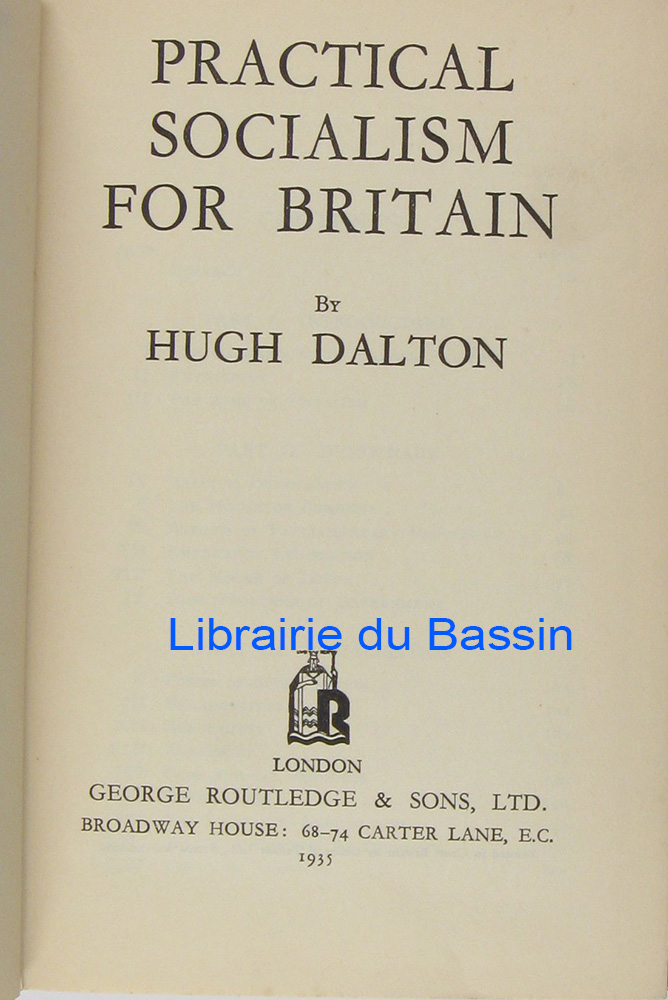 PRACTICAL
SOCIALISM
FOR BRITAIN
By
HUGH DALTON
Librairie du Bassin
R
LONDON
GEORGE ROUTLEDGE & SONS, LTD.
BROADWAY HOUSE: 68–74 CARTER LANE, E.C.
1935